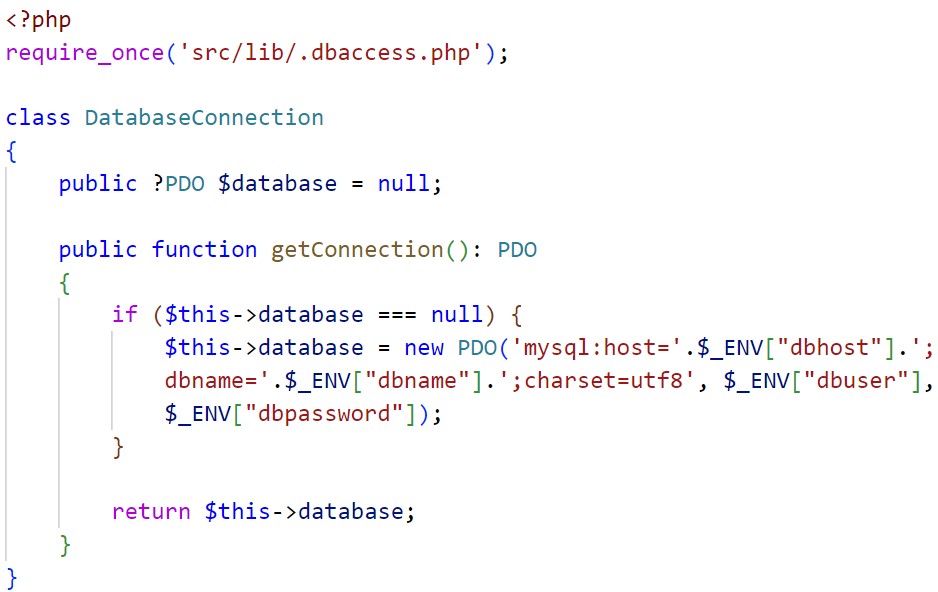 <?php
require_once('src/lib/.dbaccess.php');
class DatabaseConnection
{
    public ?PDO $database = null;
    public function getConnection(): PDO
    {
        if ($this->database === null) {
            $this->database = new PDO('mysql:host='.$_ENV["dbhost"].';
            dbname='.$_ENV["dbname"].';charset=utf8', $_ENV["dbuser"],
            $_ENV["dbpassword"]);
        }
        return $this->database;
    }
}